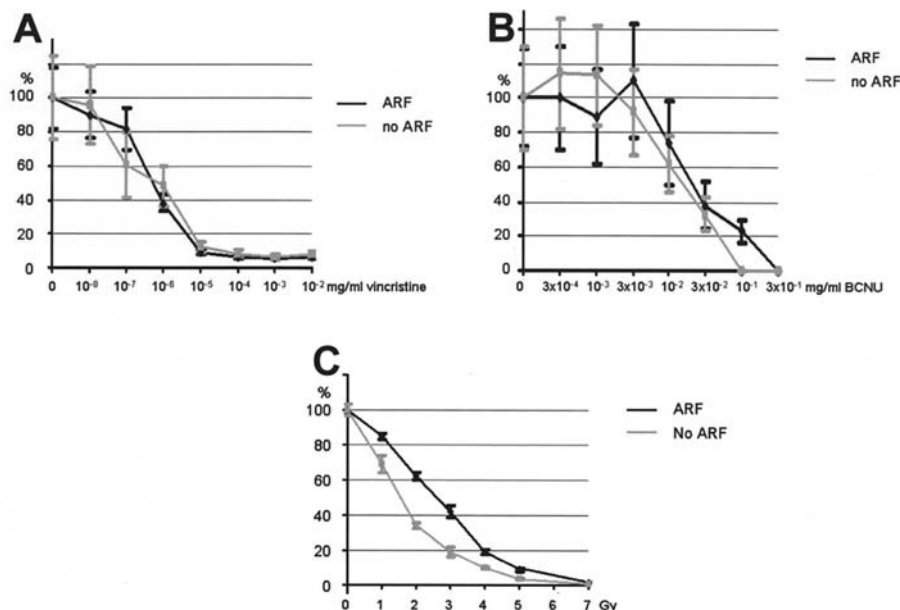 A
%
100
80
60
40
20
0
0 10⁻⁸ 10⁻⁷ 10⁻⁶ 10⁻⁵ 10⁻⁴ 10⁻³ 10⁻² mg/ml vincristine
ARF
no ARF
B
%
100
80
60
40
20
0
0 3x10⁻⁴ 10⁻³ 3x10⁻³ 10⁻² 3x10⁻² 10⁻¹ 3x10⁻¹ mg/ml BCNU
ARF
no ARF
C
%
100
80
60
40
20
0
0 1 2 3 4 5 6 7 Gy
ARF
No ARF